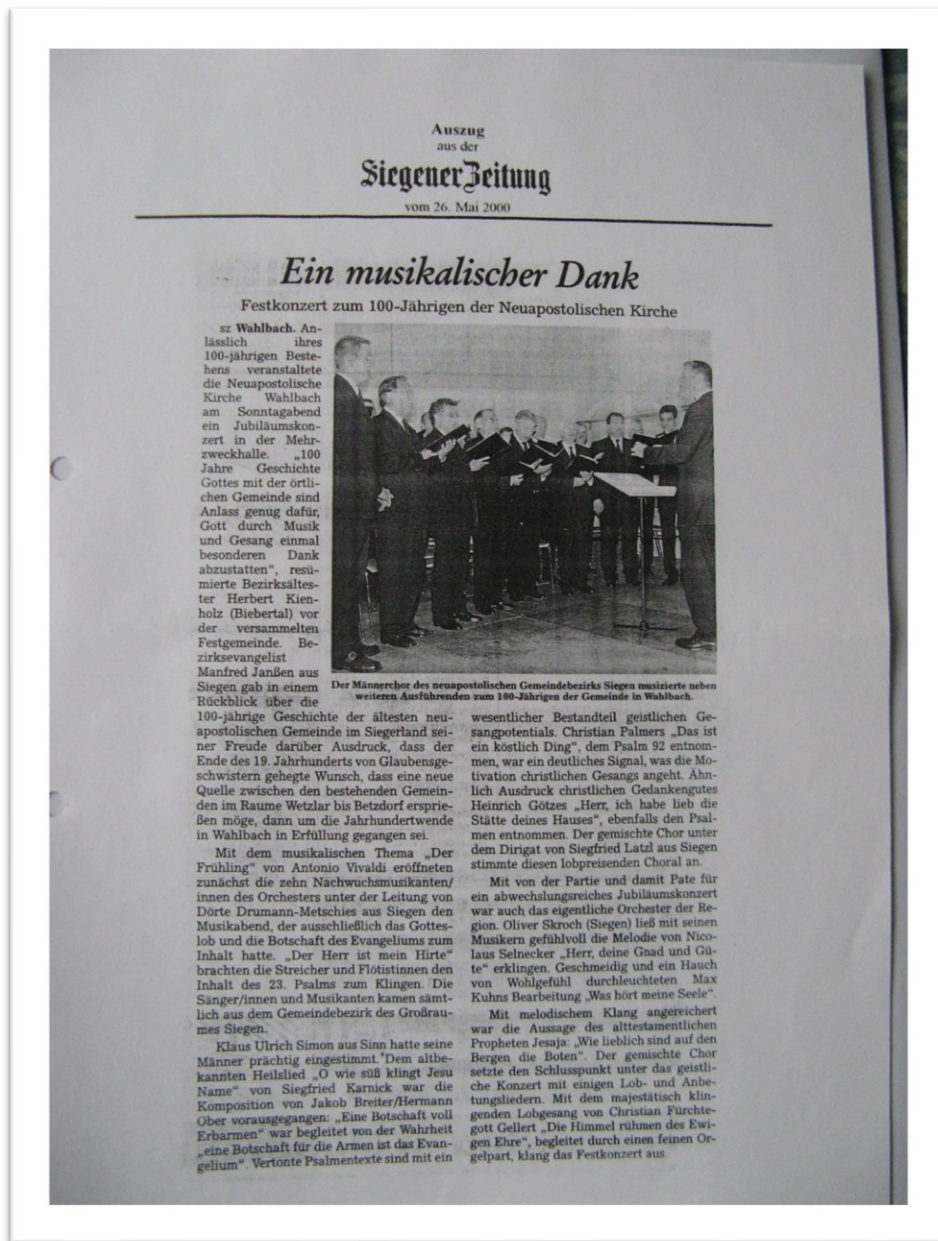 Auszug
aus der
Siegener Zeitung
vom 26. Mai 2000
Ein musikalischer Dank
Festkonzert zum 100-Jährigen der Neuapostolischen Kirche
sz Wahlbach. An-
lässlich ihres
100-jährigen Beste-
hens veranstaltete
die Neuapostolische
Kirche Wahlbach
am Sonntagabend
ein Jubiläumskon-
zert in der Mehr-
zweckhalle. „100
Jahre Geschichte
Gottes mit der örtli-
chen Gemeinde sind
Anlass genug dafür,
Gott durch Musik
und Gesang einmal
besonderen Dank
abzustatten“, resü-
mierte Bezirksältes-
ter Herbert Kien-
holz (Biebertal) vor
der versammelten
Festgemeinde. Be-
zirksevangelist
Manfred Janßen aus
Siegen gab in einem
Rückblick über die
100-jährige Geschichte der ältesten neu-
apostolischen Gemeinde im Siegerland sei-
ner Freude darüber Ausdruck, dass der
Ende des 19. Jahrhunderts von Glaubensge-
schwistern gehegte Wunsch, dass eine neue
Quelle zwischen den bestehenden Gemein-
den im Raume Wetzlar bis Betzdorf ersprie-
ßen möge, dann um die Jahrhundertwende
in Wahlbach in Erfüllung gegangen sei.
Mit dem musikalischen Thema „Der
Frühling“ von Antonio Vivaldi eröffneten
zunächst die zehn Nachwuchsmusikanten/
innen des Orchesters unter der Leitung von
Dörte Drumann-Metschies aus Siegen den
Musikabend, der ausschließlich das Gottes-
lob und die Botschaft des Evangeliums zum
Inhalt hatte. „Der Herr ist mein Hirte“
brachten die Streicher und Flötistinnen den
Inhalt des 23. Psalms zum Klingen. Die
Sänger/innen und Musikanten kamen sämt-
lich aus dem Gemeindebezirk des Großrau-
mes Siegen.
Klaus Ulrich Simon aus Sinn hatte seine
Männer prächtig eingestimmt. Dem altbe-
kannten Heilslied „O wie süß klingt Jesu
Name“ von Siegfried Karnick war die
Komposition von Jakob Breiter/Hermann
Ober vorausgegangen: „Eine Botschaft voll
Erbarmen“ war begleitet von der Wahrheit
„eine Botschaft für die Armen ist das Evan-
gelium“. Vertonte Psalmentexte sind mit ein
Der Männerchor des neuapostolischen Gemeindebezirks Siegen musizierte neben
weiteren Ausführenden zum 100-Jährigen der Gemeinde in Wahlbach.
wesentlicher Bestandteil geistlichen Ge-
sangpotentials. Christian Palmers „Das ist
ein köstlich Ding“, dem Psalm 92 entnom-
men, war ein deutliches Signal, was die Mo-
tivation christlichen Gesangs angeht. Ähn-
lich Ausdruck christlichen Gedankengutes
Heinrich Götzes „Herr, ich habe lieb die
Stätte deines Hauses“, ebenfalls den Psal-
men entnommen. Der gemischte Chor unter
dem Dirigat von Siegfried Latzl aus Siegen
stimmte diesen lobpreisenden Choral an.
Mit von der Partie und damit Pate für
ein abwechslungsreiches Jubiläumskonzert
war auch das eigentliche Orchester der Re-
gion. Oliver Skroch (Siegen) ließ mit seinen
Musikern gefühlvoll die Melodie von Nico-
laus Selnecker „Herr, deine Gnad und Gü-
te“ erklingen. Geschmeidig und ein Hauch
von Wohlgefühl durchleuchteten Max
Kuhns Bearbeitung „Was hört meine Seele“.
Mit melodischem Klang angereichert
war die Aussage des alttestamentlichen
Propheten Jesaja: „Wie lieblich sind auf den
Bergen die Boten“. Der gemischte Chor
setzte den Schlusspunkt unter das geistli-
che Konzert mit einigen Lob- und Anbe-
tungsliedern. Mit dem majestätisch klin-
genden Lobgesang von Christian Fürchte-
gott Gellert „Die Himmel rühmen des Ewi-
gen Ehre“, begleitet durch einen feinen Or-
gelpart, klang das Festkonzert aus.